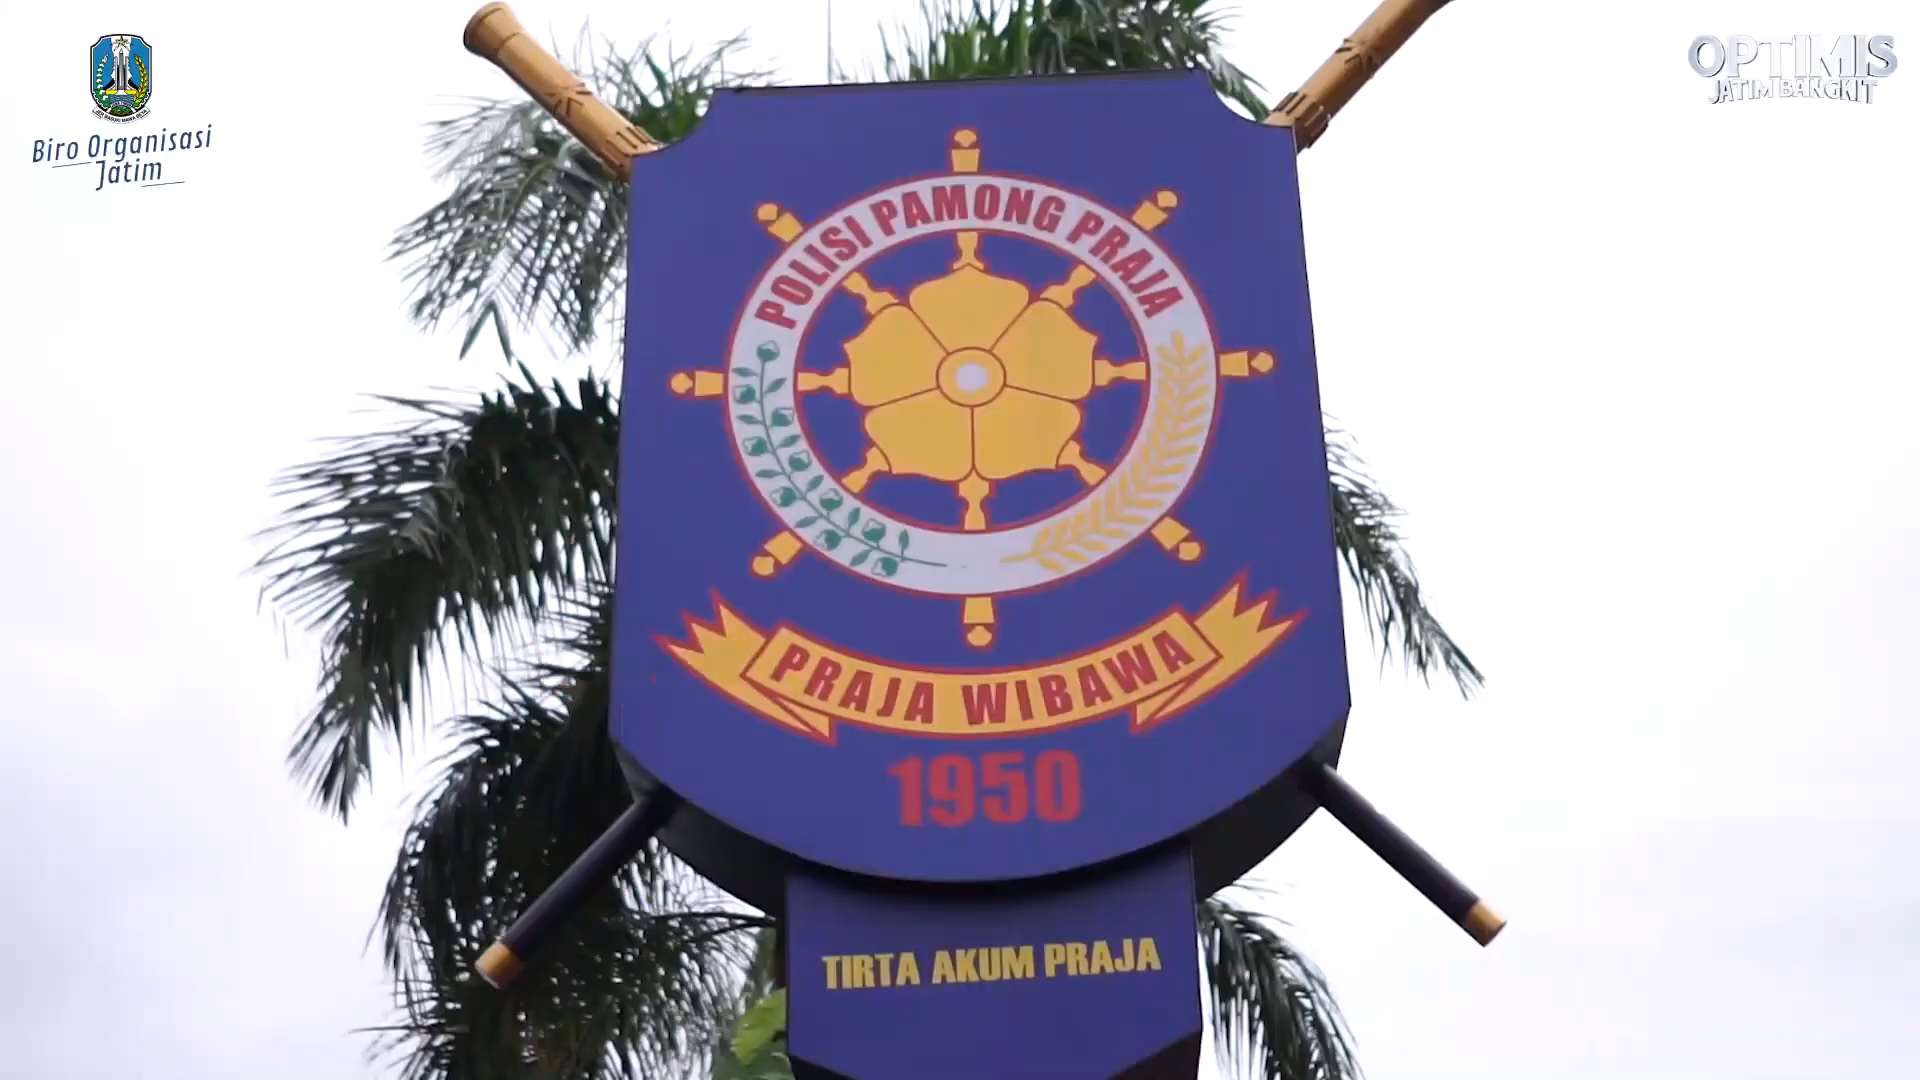 Biro Organisasi
Jatim
OPTIMIS
JATIM BANGKIT
POLISI PAMONG PRAJA
PRAJA WIBAWA
1950
TIRTA AKUM PRAJA